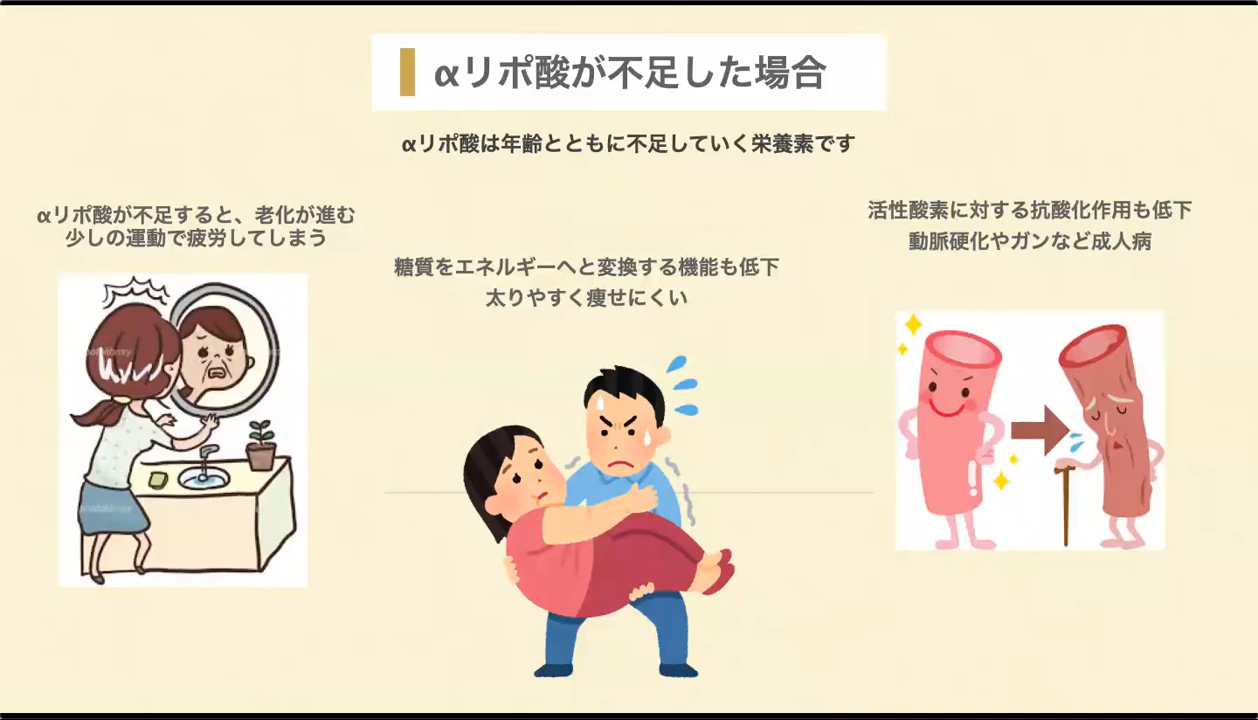 αリポ酸が不足した場合
αリポ酸は年齢とともに不足していく栄養素です
αリポ酸が不足すると、老化が進む
少しの運動で疲労してしまう
糖質をエネルギーへと変換する機能も低下
太りやすく痩せにくい
活性酸素に対する抗酸化作用も低下
動脈硬化やガンなど成人病